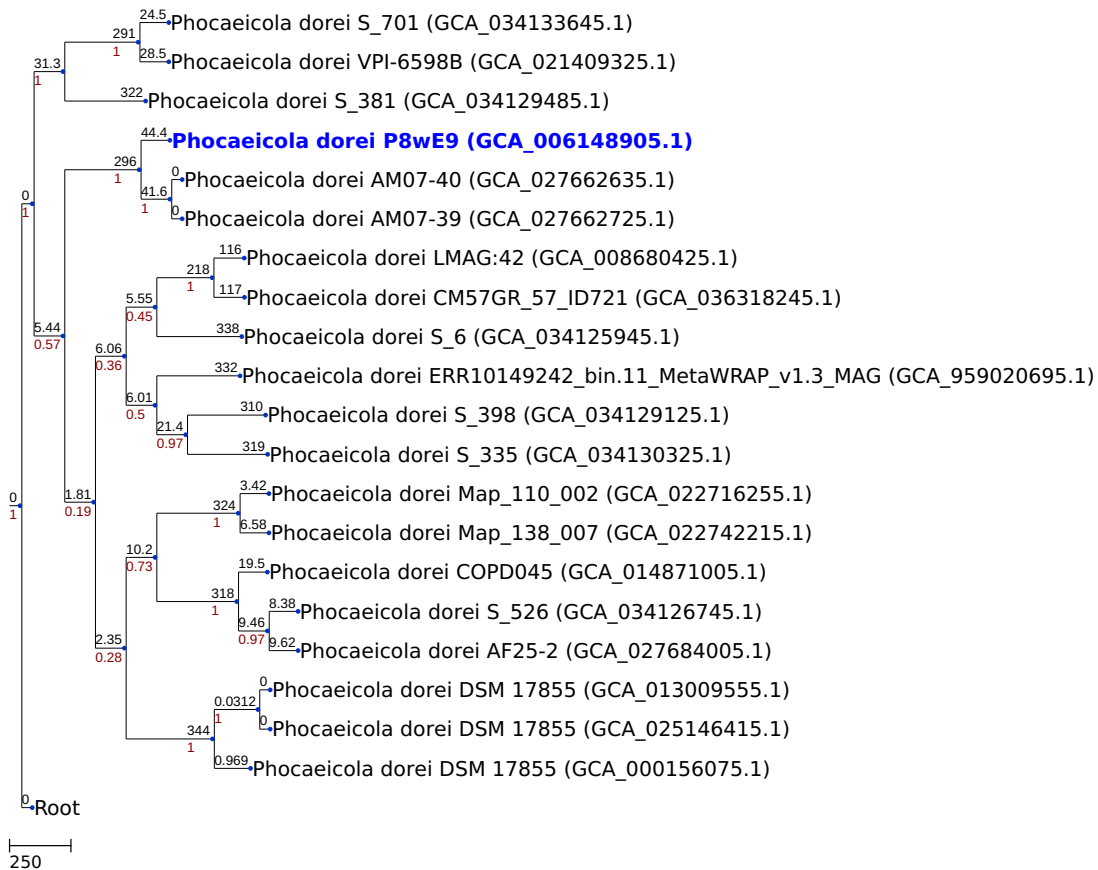 24.5
Phocaeicola dorei S_701 (GCA_034133645.1)
291
1
28.5
Phocaeicola dorei VPI-6598B (GCA_021409325.1)
31.3
1
322
Phocaeicola dorei S_381 (GCA_034129485.1)
44.4
Phocaeicola dorei P8wE9 (GCA_006148905.1)
296
1
0
Phocaeicola dorei AM07-40 (GCA_027662635.1)
41.6
1
0
Phocaeicola dorei AM07-39 (GCA_027662725.1)
0
1
116
Phocaeicola dorei LMAG:42 (GCA_008680425.1)
218
1
117
Phocaeicola dorei CM57GR_57_ID721 (GCA_036318245.1)
5.55
0.45
338
Phocaeicola dorei S_6 (GCA_034125945.1)
5.44
0.57
6.06
0.36
332
Phocaeicola dorei ERR10149242_bin.11_MetaWRAP_v1.3_MAG (GCA_959020695.1)
6.01
0.5
310
Phocaeicola dorei S_398 (GCA_034129125.1)
21.4
0.97
319
Phocaeicola dorei S_335 (GCA_034130325.1)
0
1
1.81
0.19
3.42
Phocaeicola dorei Map_110_002 (GCA_022716255.1)
324
1
6.58
Phocaeicola dorei Map_138_007 (GCA_022742215.1)
10.2
0.73
19.5
Phocaeicola dorei COPD045 (GCA_014871005.1)
318
1
8.38
Phocaeicola dorei S_526 (GCA_034126745.1)
9.46
0.97
9.62
Phocaeicola dorei AF25-2 (GCA_027684005.1)
2.35
0.28
0
Phocaeicola dorei DSM 17855 (GCA_013009555.1)
0.0312
1
0
Phocaeicola dorei DSM 17855 (GCA_025146415.1)
344
1
0.969
Phocaeicola dorei DSM 17855 (GCA_000156075.1)
0
Root
250